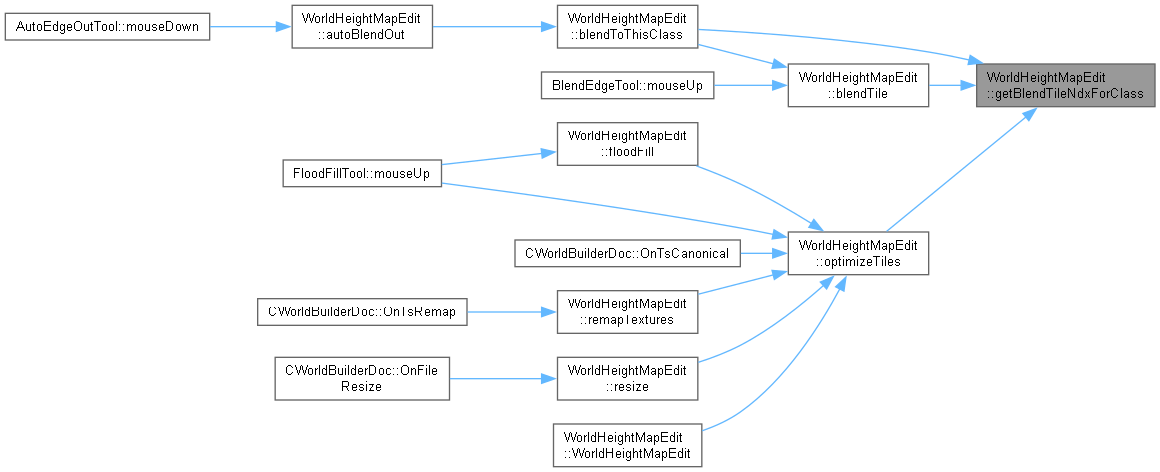 AutoEdgeOutTool::mouseDown
WorldHeightMapEdit
::autoBlendOut
WorldHeightMapEdit
::blendToThisClass
WorldHeightMapEdit
::getBlendTileNdxForClass
BlendEdgeTool::mouseUp
WorldHeightMapEdit
::blendTile
WorldHeightMapEdit
::floodFill
FloodFillTool::mouseUp
CWorldBuilderDoc::OnTsCanonical
WorldHeightMapEdit
::optimizeTiles
CWorldBuilderDoc::OnTsRemap
WorldHeightMapEdit
::remapTextures
CWorldBuilderDoc::OnFile
Resize
WorldHeightMapEdit
::resize
WorldHeightMapEdit
::WorldHeightMapEdit